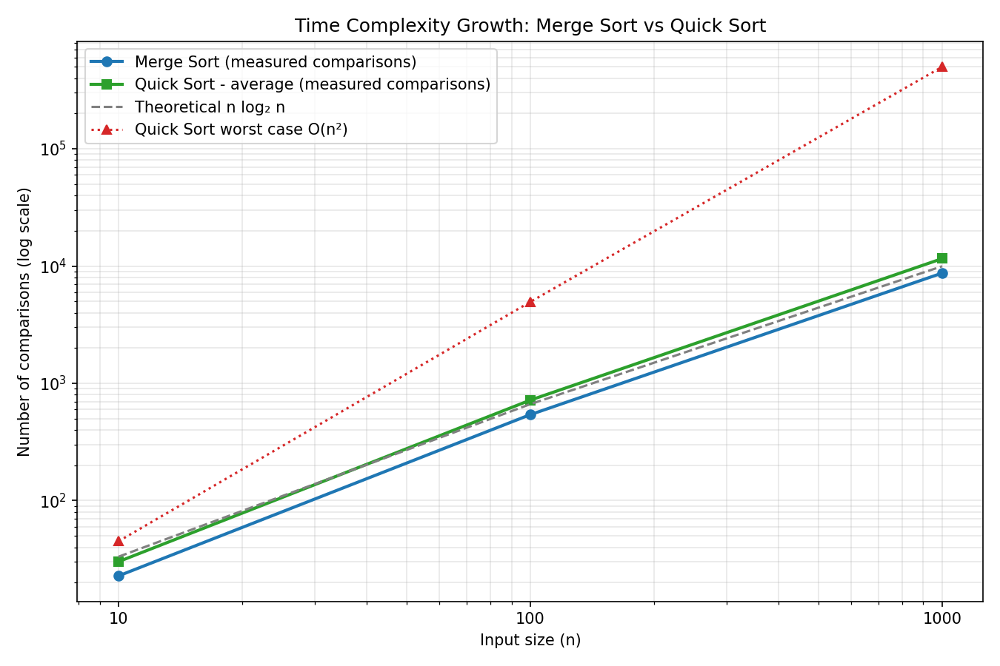 Time Complexity Growth: Merge Sort vs Quick Sort
Merge Sort (measured comparisons)
Quick Sort - average (measured comparisons)
Theoretical n log₂ n
Quick Sort worst case O(n²)
Number of comparisons (log scale)
10⁵
10⁴
10³
10²
10 100 1000
Input size (n)